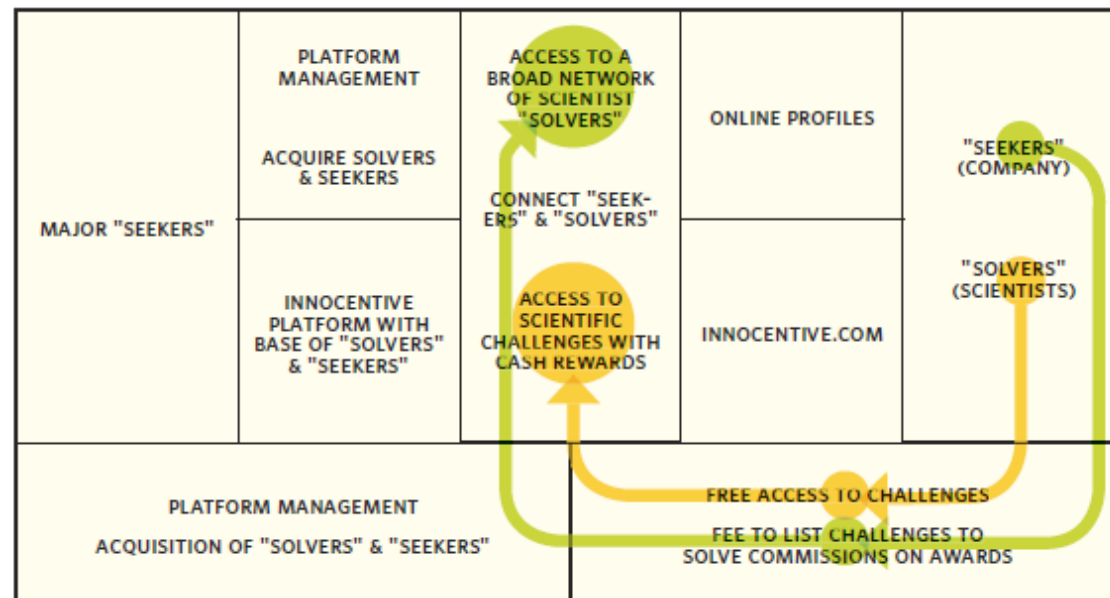 MAJOR "SEEKERS"
PLATFORM
MANAGEMENT
ACQUIRE SOLVERS
& SEEKERS
INNOCENTIVE
PLATFORM WITH
BASE OF "SOLVERS"
& "SEEKERS"
ACCESS TO A
BROAD NETWORK
OF SCIENTIST
"SOLVERS"
CONNECT "SEEK-
ERS" & "SOLVERS"
ACCESS TO
SCIENTIFIC
CHALLENGES WITH
CASH REWARDS
ONLINE PROFILES
INNOCENTIVE.COM
"SEEKERS"
(COMPANY)
"SOLVERS"
(SCIENTISTS)
PLATFORM MANAGEMENT
ACQUISITION OF "SOLVERS" & "SEEKERS"
FREE ACCESS TO CHALLENGES
FEE TO LIST CHALLENGES TO
SOLVE COMMISSIONS ON AWARDS